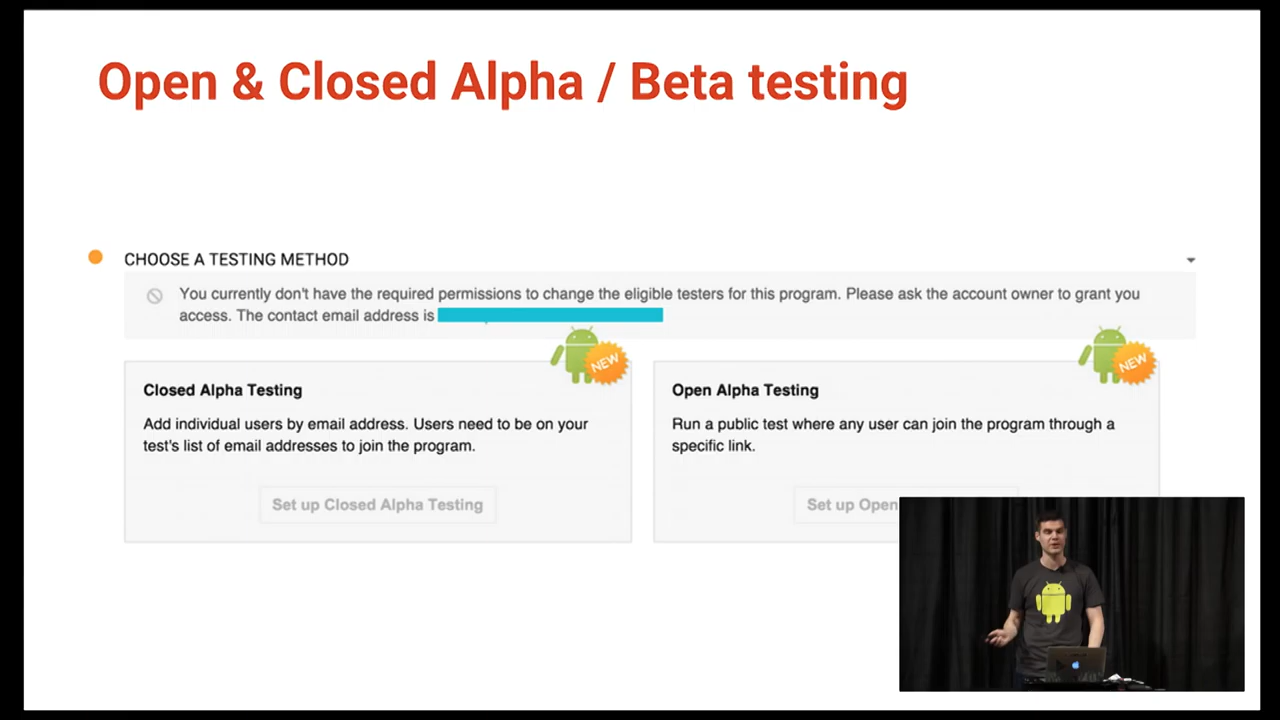 Open & Closed Alpha / Beta testing
CHOOSE A TESTING METHOD
You currently don't have the required permissions to change the eligible testers for this program. Please ask the account owner to grant you
access. The contact email address is
NEW
NEW
Closed Alpha Testing
Add individual users by email address. Users need to be on your
test's list of email addresses to join the program.
Set up Closed Alpha Testing
Open Alpha Testing
Run a public test where any user can join the program through a
specific link.
Set up Open